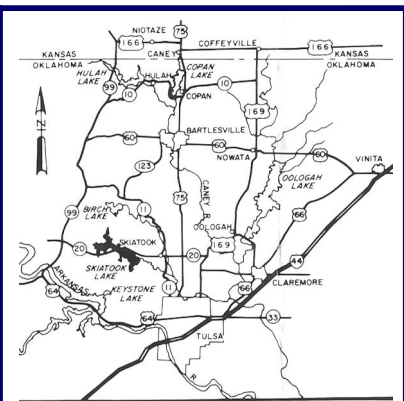 NIOTAZE
75
166
CANEY
COFFEYVILLE
166
KANSAS
OKLAHOMA
KANSAS
OKLAHOMA
HULAH
LAKE
HULAH
COPAN
LAKE
99
10
10
COPAN
169
N
BARTLESVILLE
60
60
NOWATA
60
VINITA
123
OOLOGAH
LAKE
75
CANEY R.
11
BIRCH
LAKE
99
OOLOGAH
66
169
20
SKIATOOK
20
SKIATOOK
LAKE
44
ARKANSAS
KEYSTONE
LAKE
11
66
CLAREMORE
64
64
33
TULSA
R